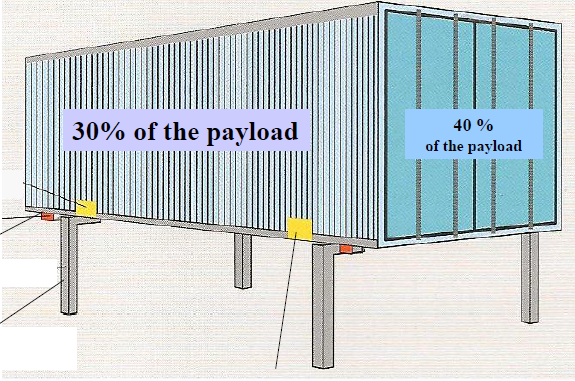 30% of the payload
40 %
of the payload